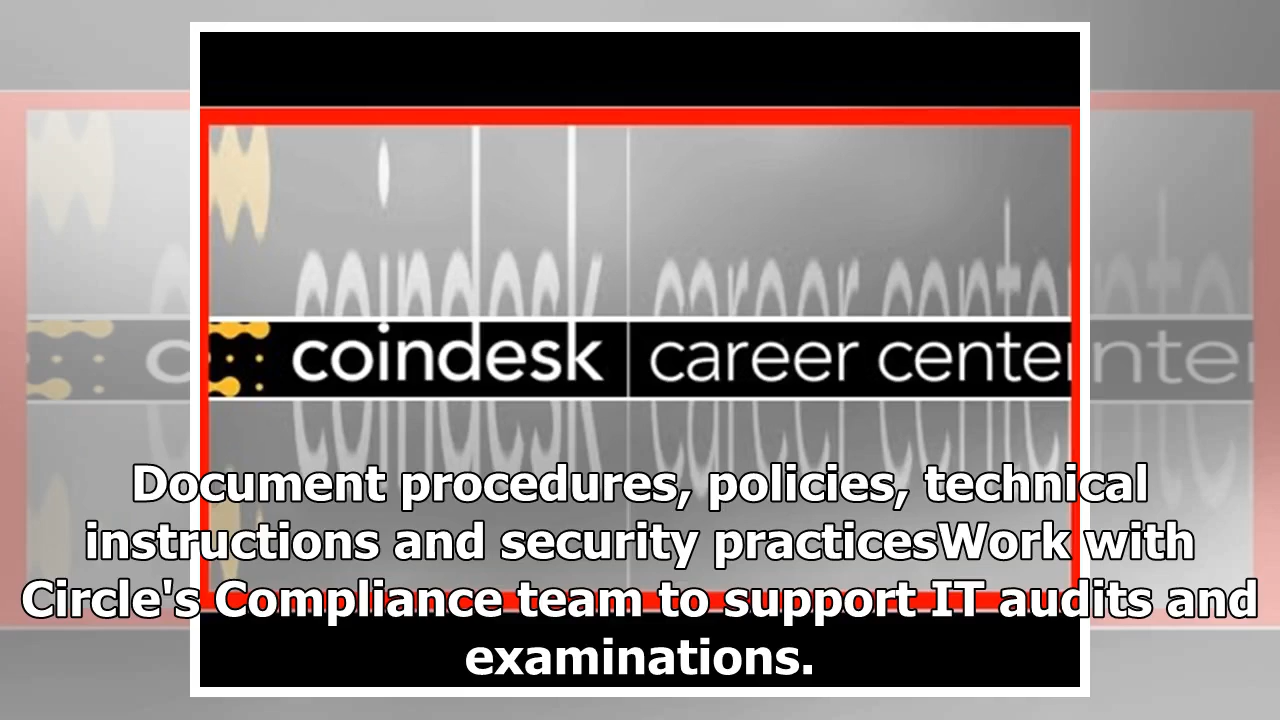 coindesk career center
Document procedures, policies, technical
instructions and security practicesWork with
Circle's Compliance team to support IT audits and
examinations.